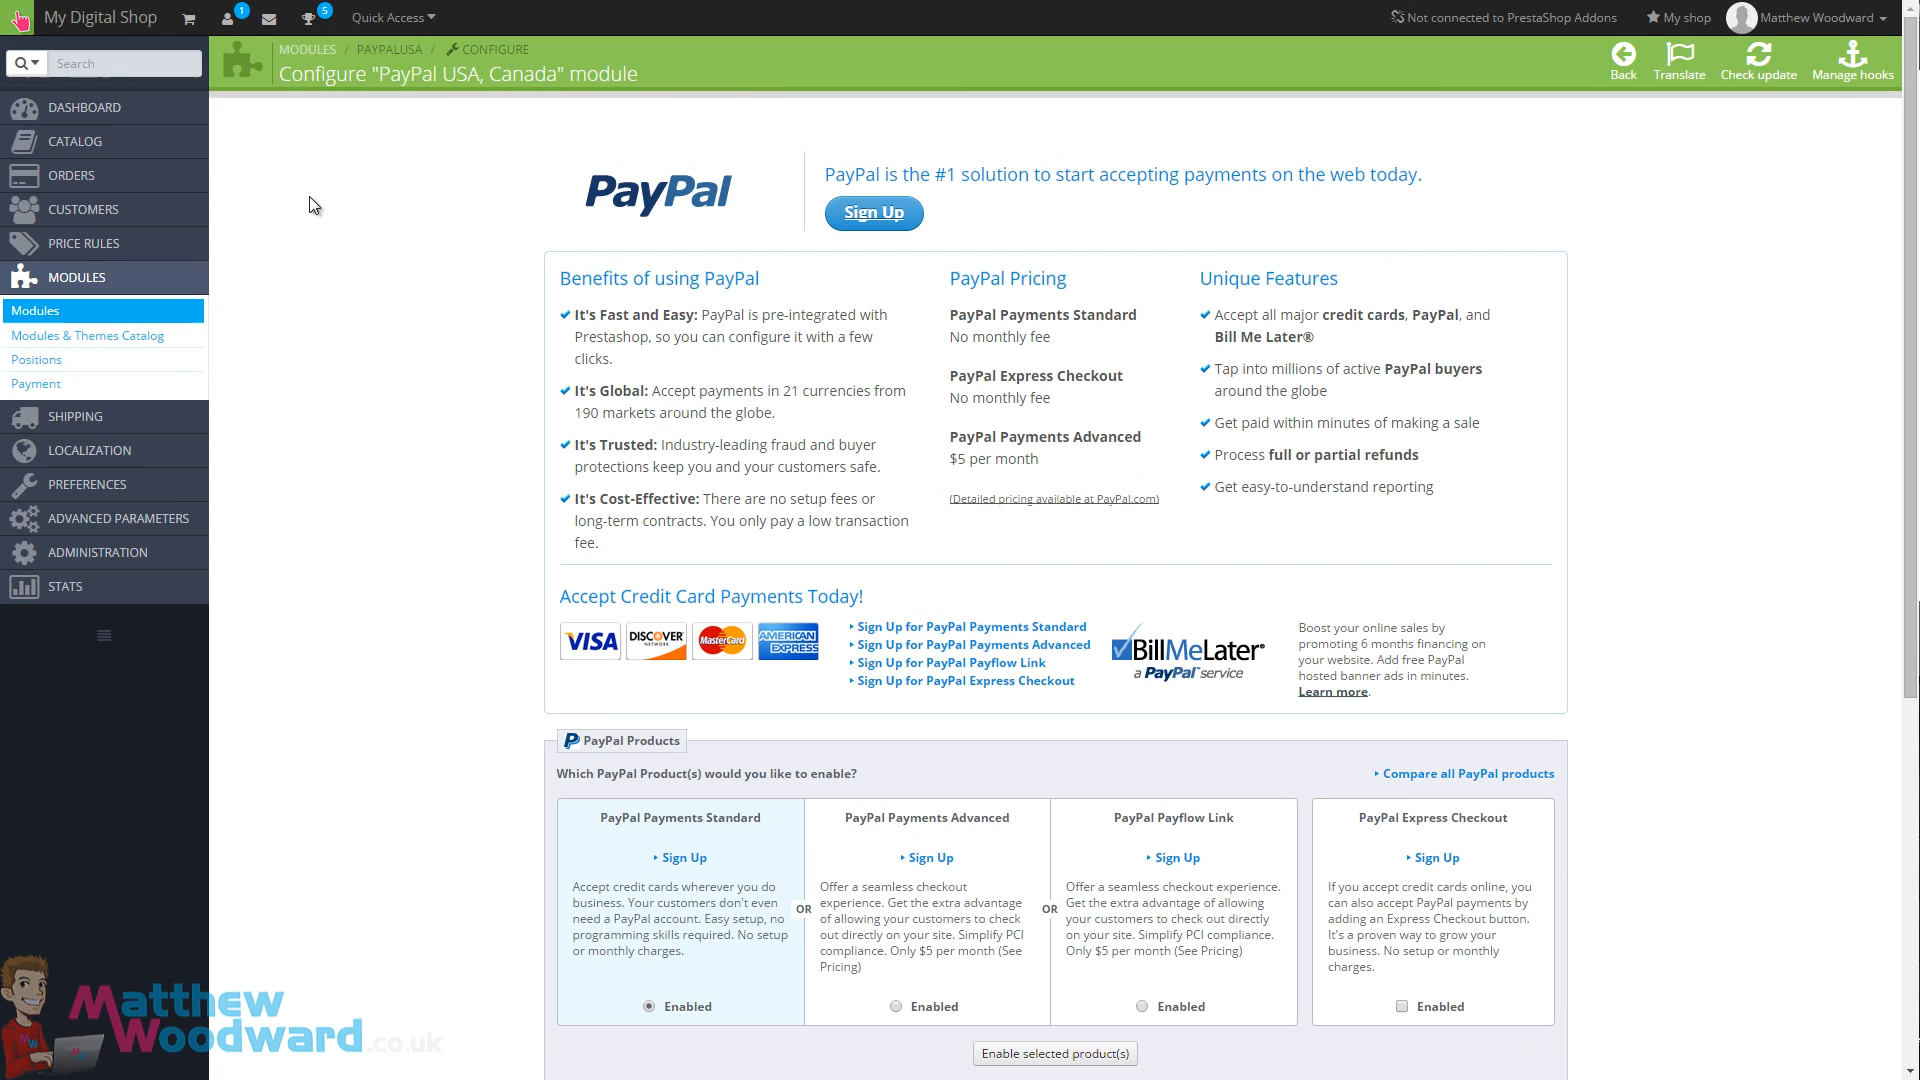 My Digital Shop
1
5
Quick Access
Not connected to PrestaShop Addons
My shop
Matthew Woodward
Search
MODULES / PAYPALUSA / CONFIGURE
Configure "PayPal USA, Canada" module
Back
Translate
Check update
Manage hooks
DASHBOARD
CATALOG
ORDERS
CUSTOMERS
PRICE RULES
MODULES
Modules
Modules & Themes Catalog
Positions
Payment
SHIPPING
LOCALIZATION
PREFERENCES
ADVANCED PARAMETERS
ADMINISTRATION
STATS
PayPal
PayPal is the #1 solution to start accepting payments on the web today.
Sign Up
Benefits of using PayPal
It's Fast and Easy: PayPal is pre-integrated with
Prestashop, so you can configure it with a few
clicks.
It's Global: Accept payments in 21 currencies from
190 markets around the globe.
It's Trusted: Industry-leading fraud and buyer
protections keep you and your customers safe.
It's Cost-Effective: There are no setup fees or
long-term contracts. You only pay a low transaction
fee.
PayPal Pricing
PayPal Payments Standard
No monthly fee
PayPal Express Checkout
No monthly fee
PayPal Payments Advanced
$5 per month
(Detailed pricing available at PayPal.com)
Unique Features
Accept all major credit cards, PayPal, and
Bill Me Later®
Tap into millions of active PayPal buyers
around the globe
Get paid within minutes of making a sale
Process full or partial refunds
Get easy-to-understand reporting
Accept Credit Card Payments Today!
VISA
DISCOVER
NETWORK
MasterCard
AMERICAN
EXPRESS
Sign Up for PayPal Payments Standard
Sign Up for PayPal Payments Advanced
Sign Up for PayPal Payflow Link
Sign Up for PayPal Express Checkout
BillMeLater
a PayPal service
Boost your online sales by
promoting 6 months financing on
your website. Add free PayPal
hosted banner ads in minutes.
Learn more.
PayPal Products
Which PayPal Product(s) would you like to enable?
Compare all PayPal products
PayPal Payments Standard
Sign Up
Accept credit cards wherever you do
business. Your customers don't even
need a PayPal account. Easy setup, no
programming skills required. No setup
or monthly charges.
Enabled
OR
PayPal Payments Advanced
Sign Up
Offer a seamless checkout
experience. Get the extra advantage
of allowing your customers to check
out directly on your site. Simplify PCI
compliance. Only $5 per month (See
Pricing)
Enabled
OR
PayPal Payflow Link
Sign Up
Offer a seamless checkout experience.
Get the extra advantage of allowing
your customers to check out directly
on your site. Simplify PCI compliance.
Only $5 per month (See Pricing)
Enabled
PayPal Express Checkout
Sign Up
If you accept credit cards online, you
can also accept PayPal payments by
adding an Express Checkout button.
It's a proven way to grow your
business. No setup or monthly
charges.
Enabled
Enable selected product(s)
Matthew
Woodward.co.uk
MW